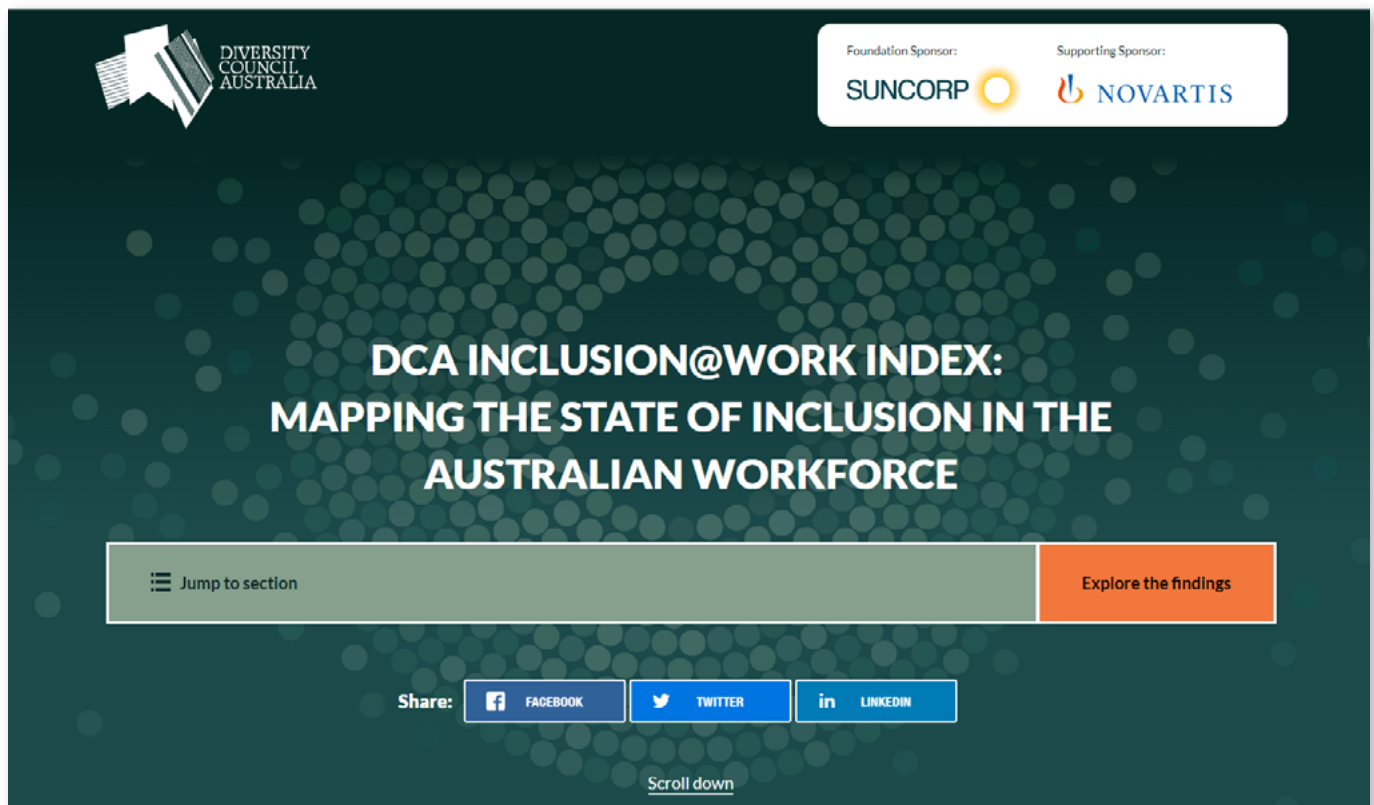 DIVERSITY
COUNCIL
AUSTRALIA
Foundation Sponsor:
SUNCORP
Supporting Sponsor:
NOVARTIS
DCA INCLUSION@WORK INDEX:
MAPPING THE STATE OF INCLUSION IN THE
AUSTRALIAN WORKFORCE
Jump to section
Explore the findings
Share:
FACEBOOK
TWITTER
in LINKEDIN
Scroll down